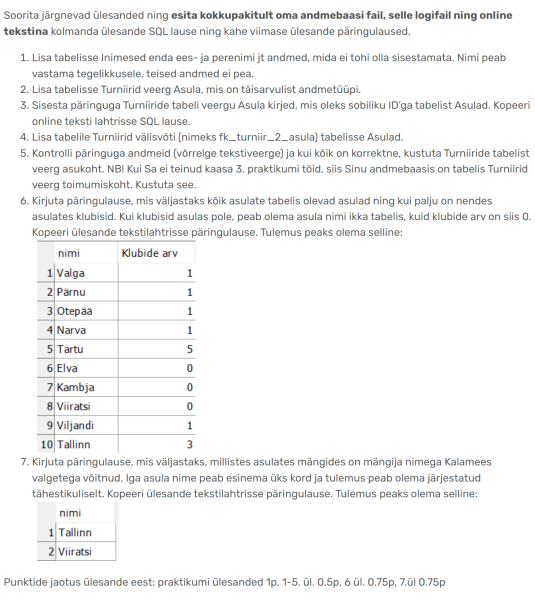 Soorita järgnevad ülesanded ning esita kokkupakitult oma andmebaasi fail, selle logifail ning online
tekstina kolmanda ülesande SQL lause ning kahe viimase ülesande päringulaused.
1. Lisa tabelisse Inimesed enda ees- ja perenimi jt andmed, mida ei tohi olla sisestamata. Nimi peab
vastama tegelikkusele, teised andmed ei pea.
2. Lisa tabelisse Turniirid veerg Asula, mis on täisarvulist andmetüüpi.
3. Sisesta päringuga Turniiride tabeli veergu Asula kirjed, mis oleks sobiliku ID'ga tabelist Asulad. Kopeeri
online teksti lahtrisse SQL lause.
4. Lisa tabelile Turniirid välisvõti (nimeks fk_turniir_2_asula) tabelisse Asulad.
5. Kontrolli päringuga andmeid (võrrelge tekstiveerge) ja kui kõik on korrektne, kustuta Turniiride tabelist
veerg asukoht. NB! Kui Sa ei teinud kaasa 3. praktikumi töid, siis Sinu andmebaasis on tabelis Turniirid
veerg toimumiskoht. Kustuta see.
6. Kirjuta päringulause, mis väljastaks kõik asulate tabelis olevad asulad ning kui palju on nendes
asulates klubisid. Kui klubisid asulas pole, peab olema asula nimi ikka tabelis, kuid klubide arv on siis 0.
Kopeeri ülesande tekstilahtrisse päringulause. Tulemus peaks olema selline:
nimi Klubide arv
1 Valga 1
2 Pärnu 1
3 Otepää 1
4 Narva 1
5 Tartu 5
6 Elva 0
7 Kambja 0
8 Viiratsi 0
9 Viljandi 1
10 Tallinn 3
7. Kirjuta päringulause, mis väljastaks, millistes asulates mängides on mängija nimega Kalamees
valgetega võitnud. Iga asula nime peab esinema üks kord ja tulemus peab olema järjestatud
tähestikuliselt. Kopeeri ülesande tekstilahtrisse päringulause. Tulemus peaks olema selline:
nimi
1 Tallinn
2 Viiratsi
Punktide jaotus ülesande eest: praktikumi ülesanded 1p, 1-5. ül. 0.5p, 6 ül. 0.75p, 7.ül 0.75p